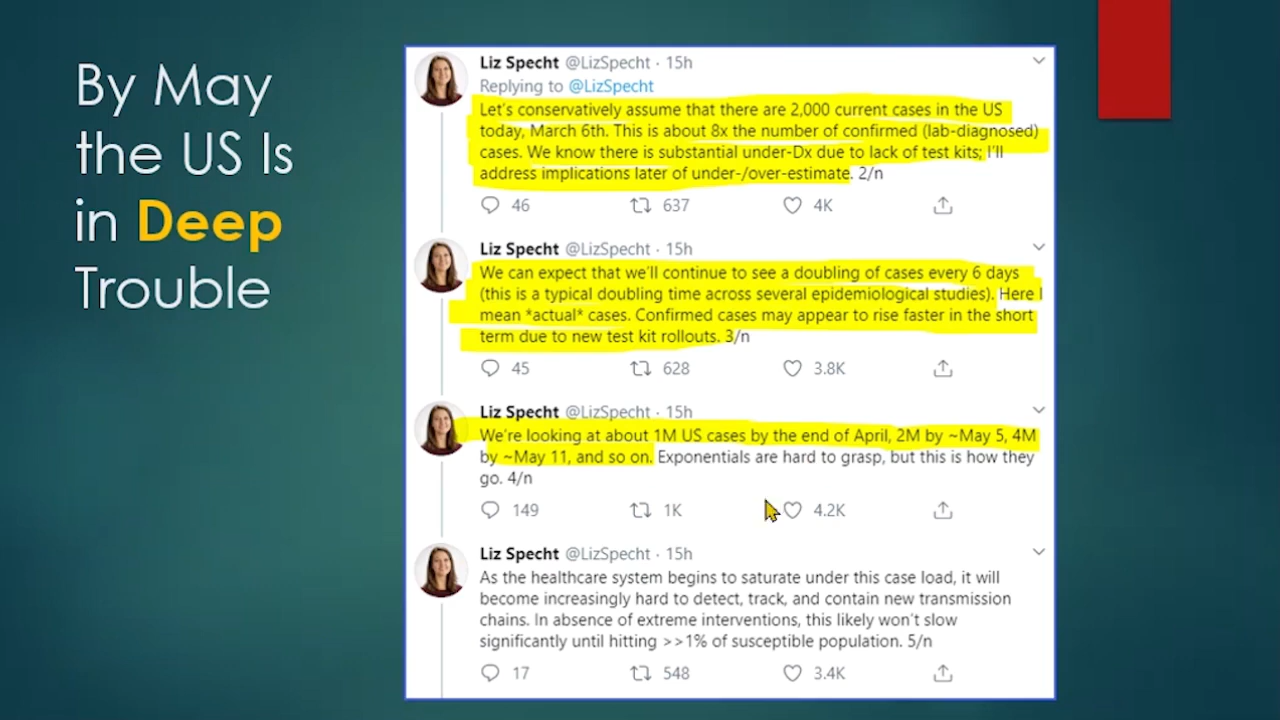 By May
the US Is
in Deep
Trouble
Liz Specht @LizSpecht · 15h
Replying to @LizSpecht
Let's conservatively assume that there are 2,000 current cases in the US
today, March 6th. This is about 8x the number of confirmed (lab-diagnosed)
cases. We know there is substantial under-Dx due to lack of test kits; I'll
address implications later of under-/over-estimate. 2/n
46 637 4K
Liz Specht @LizSpecht · 15h
We can expect that we'll continue to see a doubling of cases every 6 days
(this is a typical doubling time across several epidemiological studies). Here I
mean *actual* cases. Confirmed cases may appear to rise faster in the short
term due to new test kit rollouts. 3/n
45 628 3.8K
Liz Specht @LizSpecht · 15h
We're looking at about 1M US cases by the end of April, 2M by ~May 5, 4M
by ~May 11, and so on. Exponentials are hard to grasp, but this is how they
go. 4/n
149 1K 4.2K
Liz Specht @LizSpecht · 15h
As the healthcare system begins to saturate under this case load, it will
become increasingly hard to detect, track, and contain new transmission
chains. In absence of extreme interventions, this likely won't slow
significantly until hitting >>1% of susceptible population. 5/n
17 548 3.4K